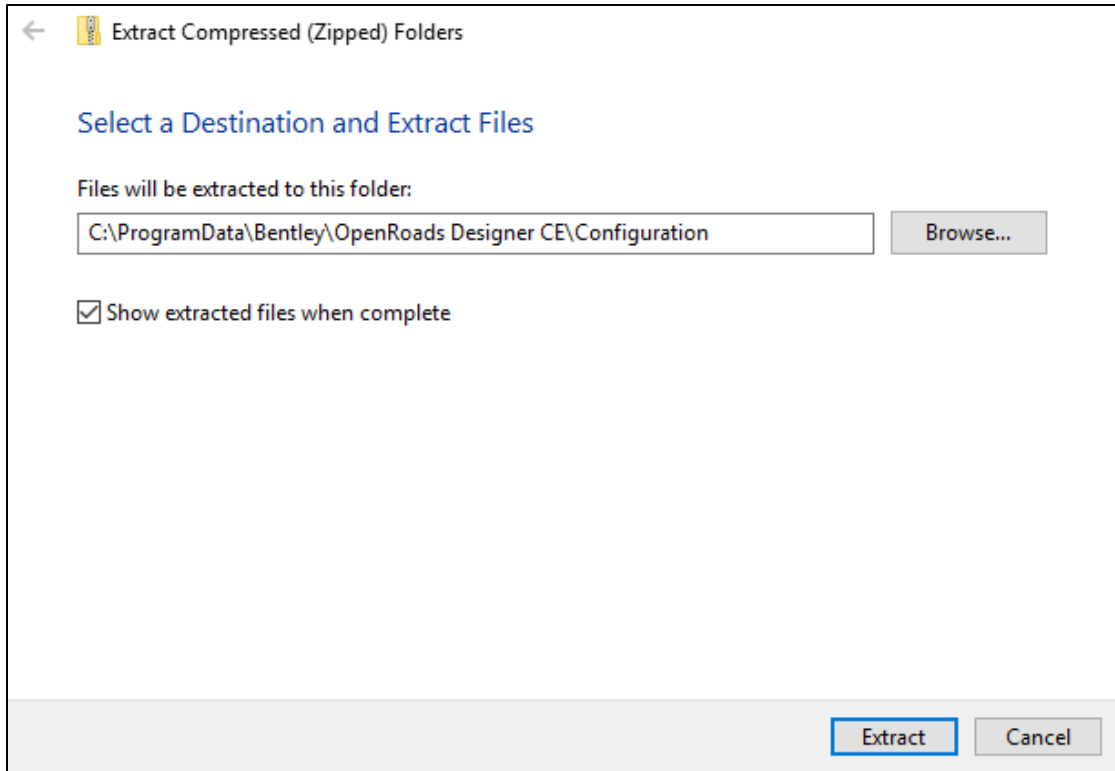 Extract Compressed (Zipped) Folders
Select a Destination and Extract Files
Files will be extracted to this folder:
C:\ProgramData\Bentley\OpenRoads Designer CE\Configuration
Browse...
Show extracted files when complete
Extract
Cancel